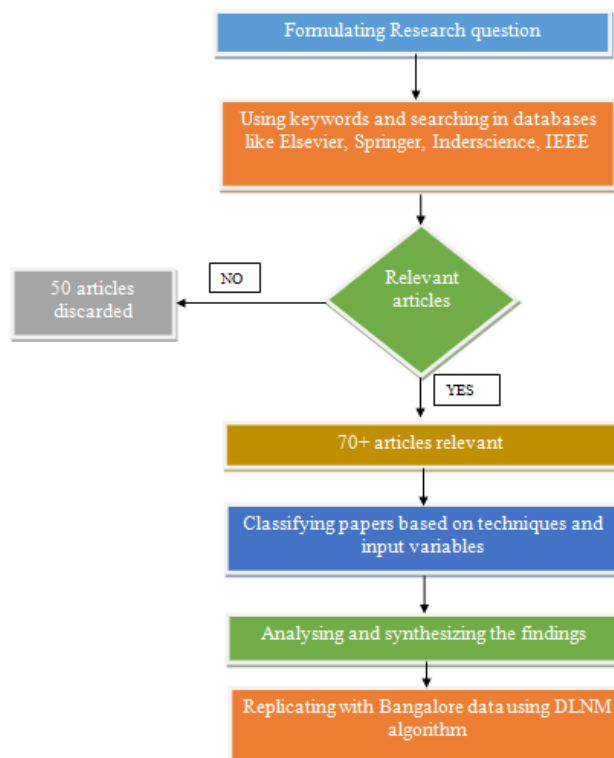 Formulating Research question
Using keywords and searching in databases
like Elsevier, Springer, Inderscience, IEEE
Relevant
articles
NO
50 articles
discarded
YES
70+ articles relevant
Classifying papers based on techniques and
input variables
Analysing and synthesizing the findings
Replicating with Bangalore data using DLNM
algorithm